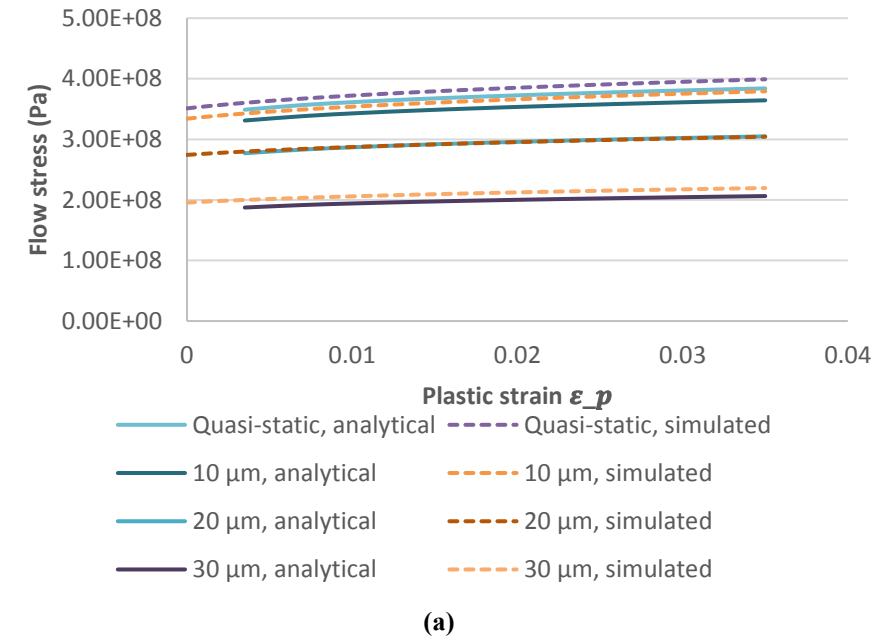 5.00E+08
4.00E+08
3.00E+08
2.00E+08
1.00E+08
0.00E+00
Flow stress (Pa)
0 0.01 0.02 0.03 0.04
Plastic strain ε_p
Quasi-static, analytical Quasi-static, simulated
10 μm, analytical 10 μm, simulated
20 μm, analytical 20 μm, simulated
30 μm, analytical 30 μm, simulated
(a)